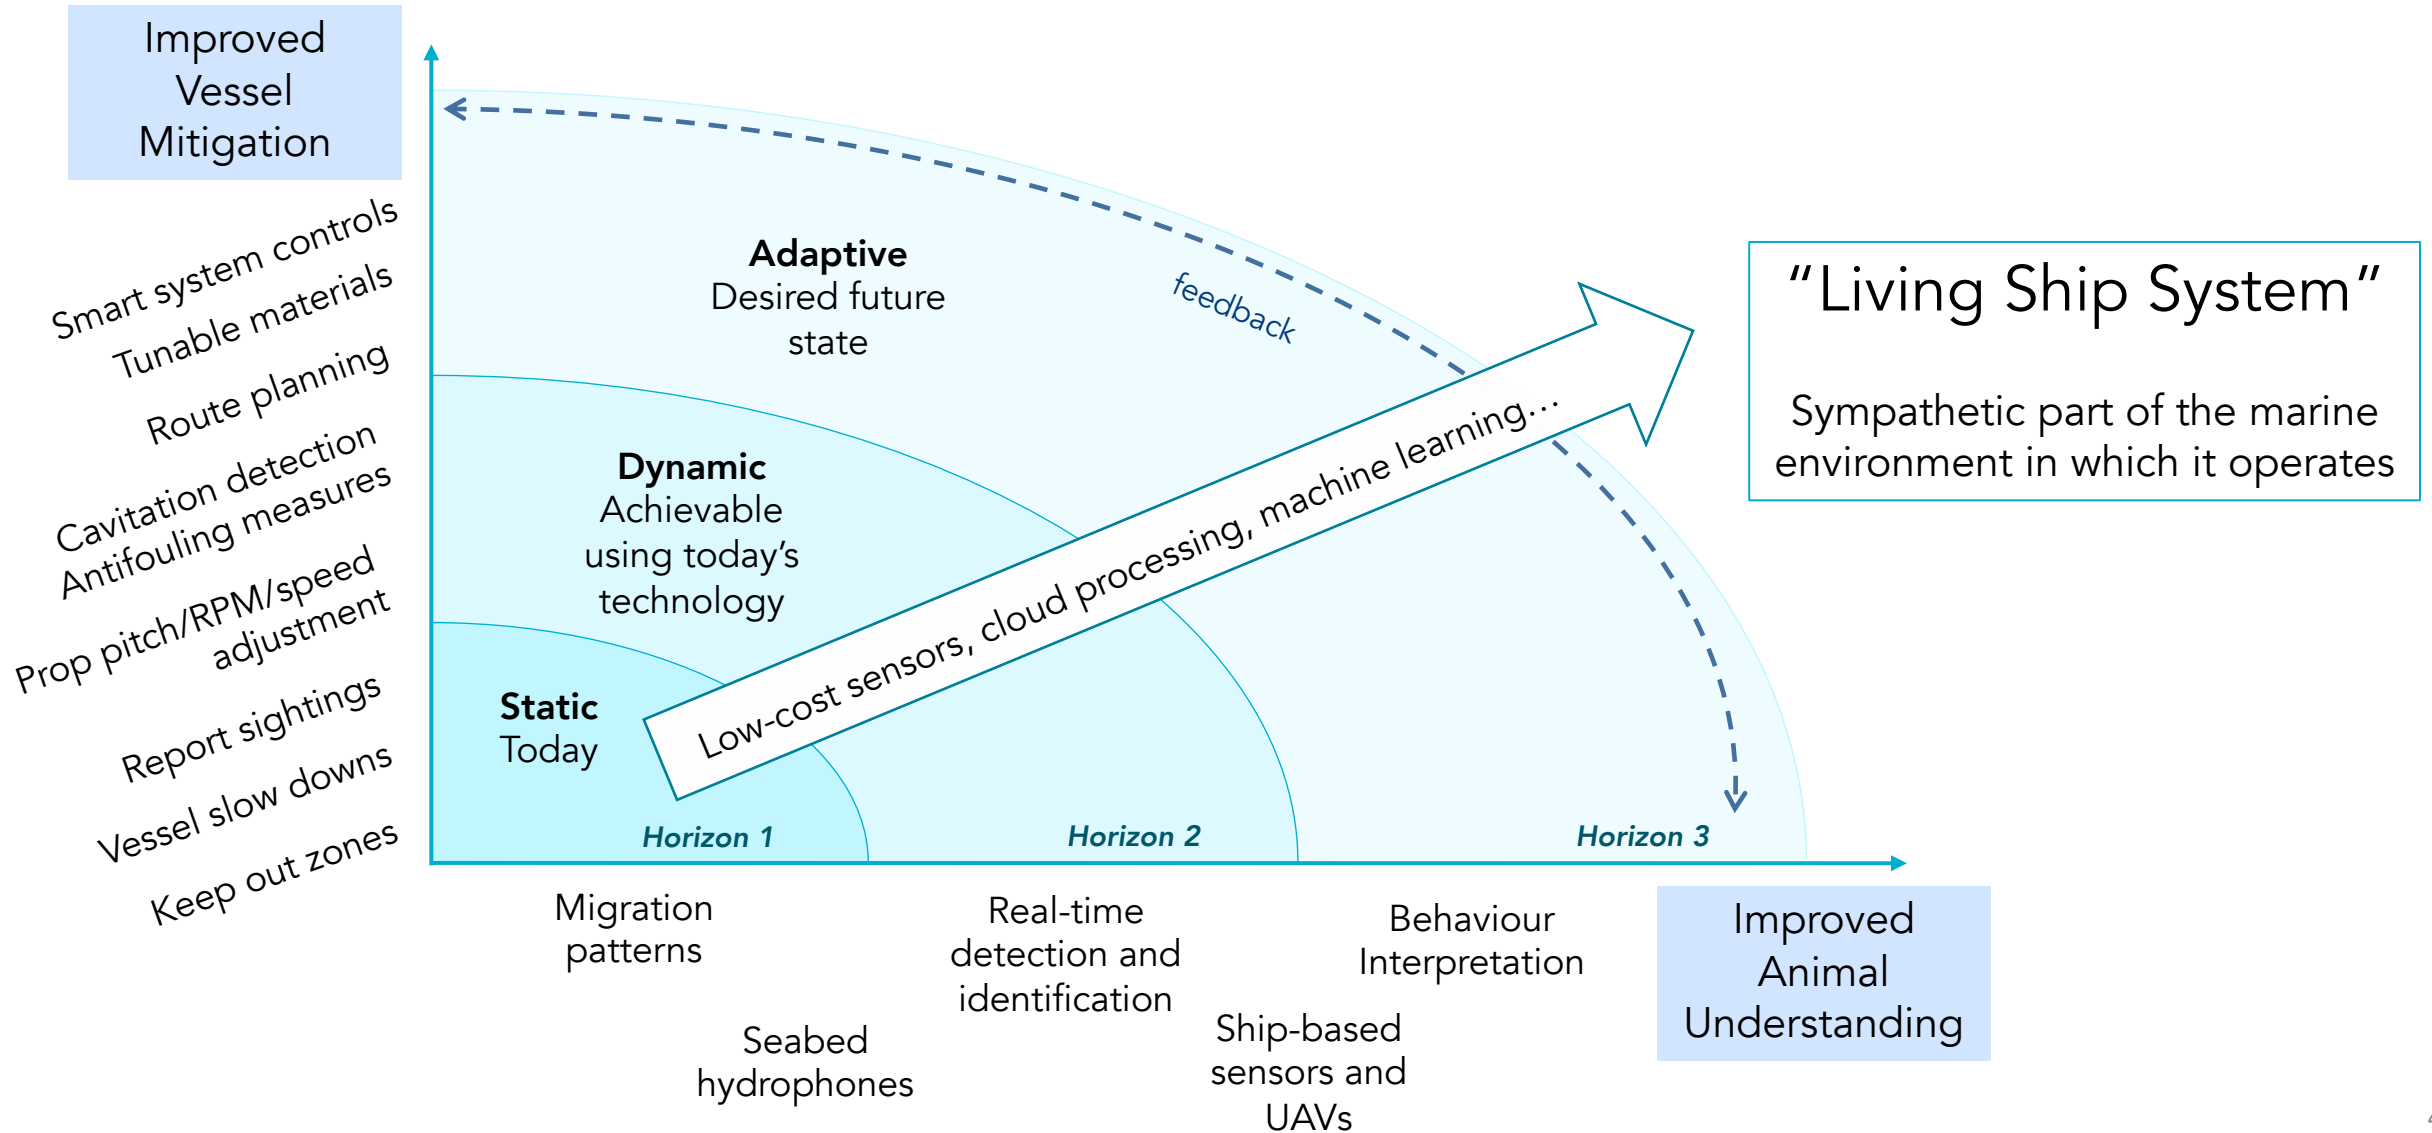 Improved
Vessel
Mitigation
Smart system controls
Tunable materials
Route planning
Cavitation detection
Antifouling measures
Prop pitch/RPM/speed
adjustment
Report sightings
Vessel slow downs
Keep out zones
Adaptive
Desired future
state
feedback
Dynamic
Achievable
using today’s
technology
Static
Today
Low-cost sensors, cloud processing, machine learning…
Horizon 1
Horizon 2
Horizon 3
“Living Ship System”
Sympathetic part of the marine
environment in which it operates
Migration
patterns
Seabed
hydrophones
Real-time
detection and
identification
Ship-based
sensors and
UAVs
Behaviour
Interpretation
Improved
Animal
Understanding